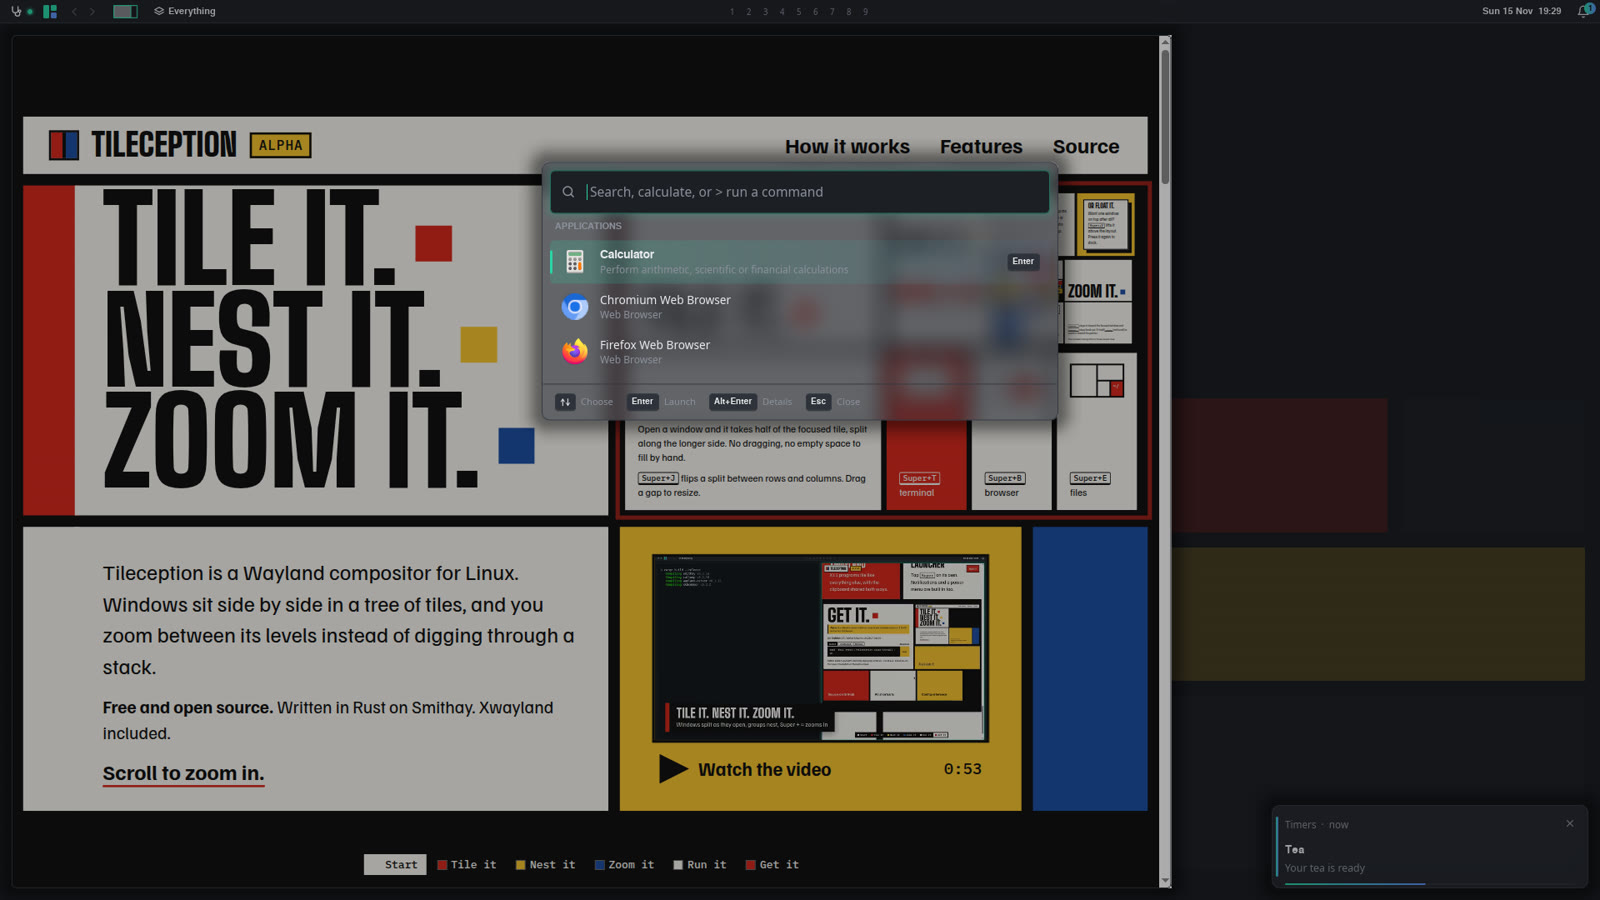 Everything
1 2 3 4 5 6 7 8 9
Sun 15 Nov 19:29
1
TILECEPTION
ALPHA
How it works
Features
Source
TILE IT.
NEST IT.
ZOOM IT.
Search, calculate, or > run a command
APPLICATIONS
Calculator
Perform arithmetic, scientific or financial calculations
Enter
Chromium Web Browser
Web Browser
Firefox Web Browser
Web Browser
Choose
Enter Launch
Alt+Enter Details
Esc Close
OR FLOAT IT.
ZOOM IT.
Open a window and it takes half of the focused tile, split
along the longer side. No dragging, no empty space to
fill by hand.
Super+J flips a split between rows and columns. Drag
a gap to resize.
Super+T
terminal
Super+B
browser
Super+E
files
Tileception is a Wayland compositor for Linux.
Windows sit side by side in a tree of tiles, and you
zoom between its levels instead of digging through a
stack.
Free and open source. Written in Rust on Smithay. Xwayland
included.
Scroll to zoom in.
GET IT.
TILE IT. NEST IT. ZOOM IT.
Watch the video
0:53
Start
Tile it
Nest it
Zoom it
Run it
Get it
Timers · now
Tea
Your tea is ready